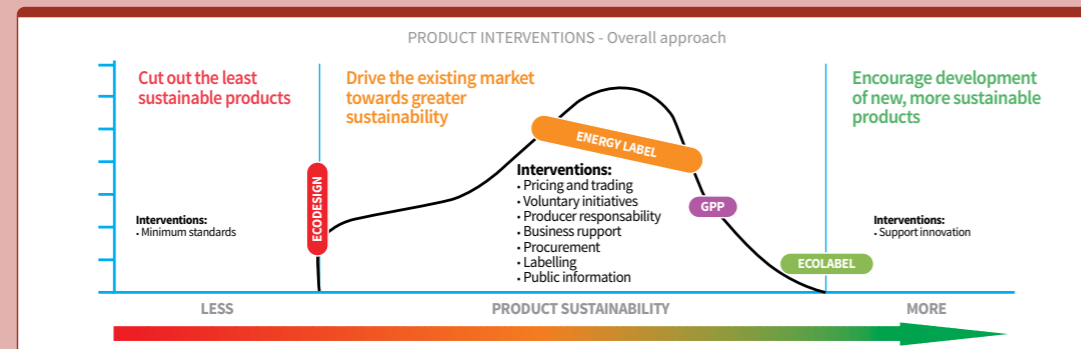 PRODUCT INTERVENTIONS - Overall approach
Cut out the least
sustainable products
Drive the existing market
towards greater
sustainability
Encourage development
of new, more sustainable
products
ENERGY LABEL
ECODESIGN
Interventions:
• Minimum standards
Interventions:
• Pricing and trading
• Voluntary initiatives
• Producer responsability
• Business rupport
• Procurement
• Labelling
• Public information
GPP
Interventions:
• Support innovation
ECOLABEL
LESS
PRODUCT SUSTAINABILITY
MORE